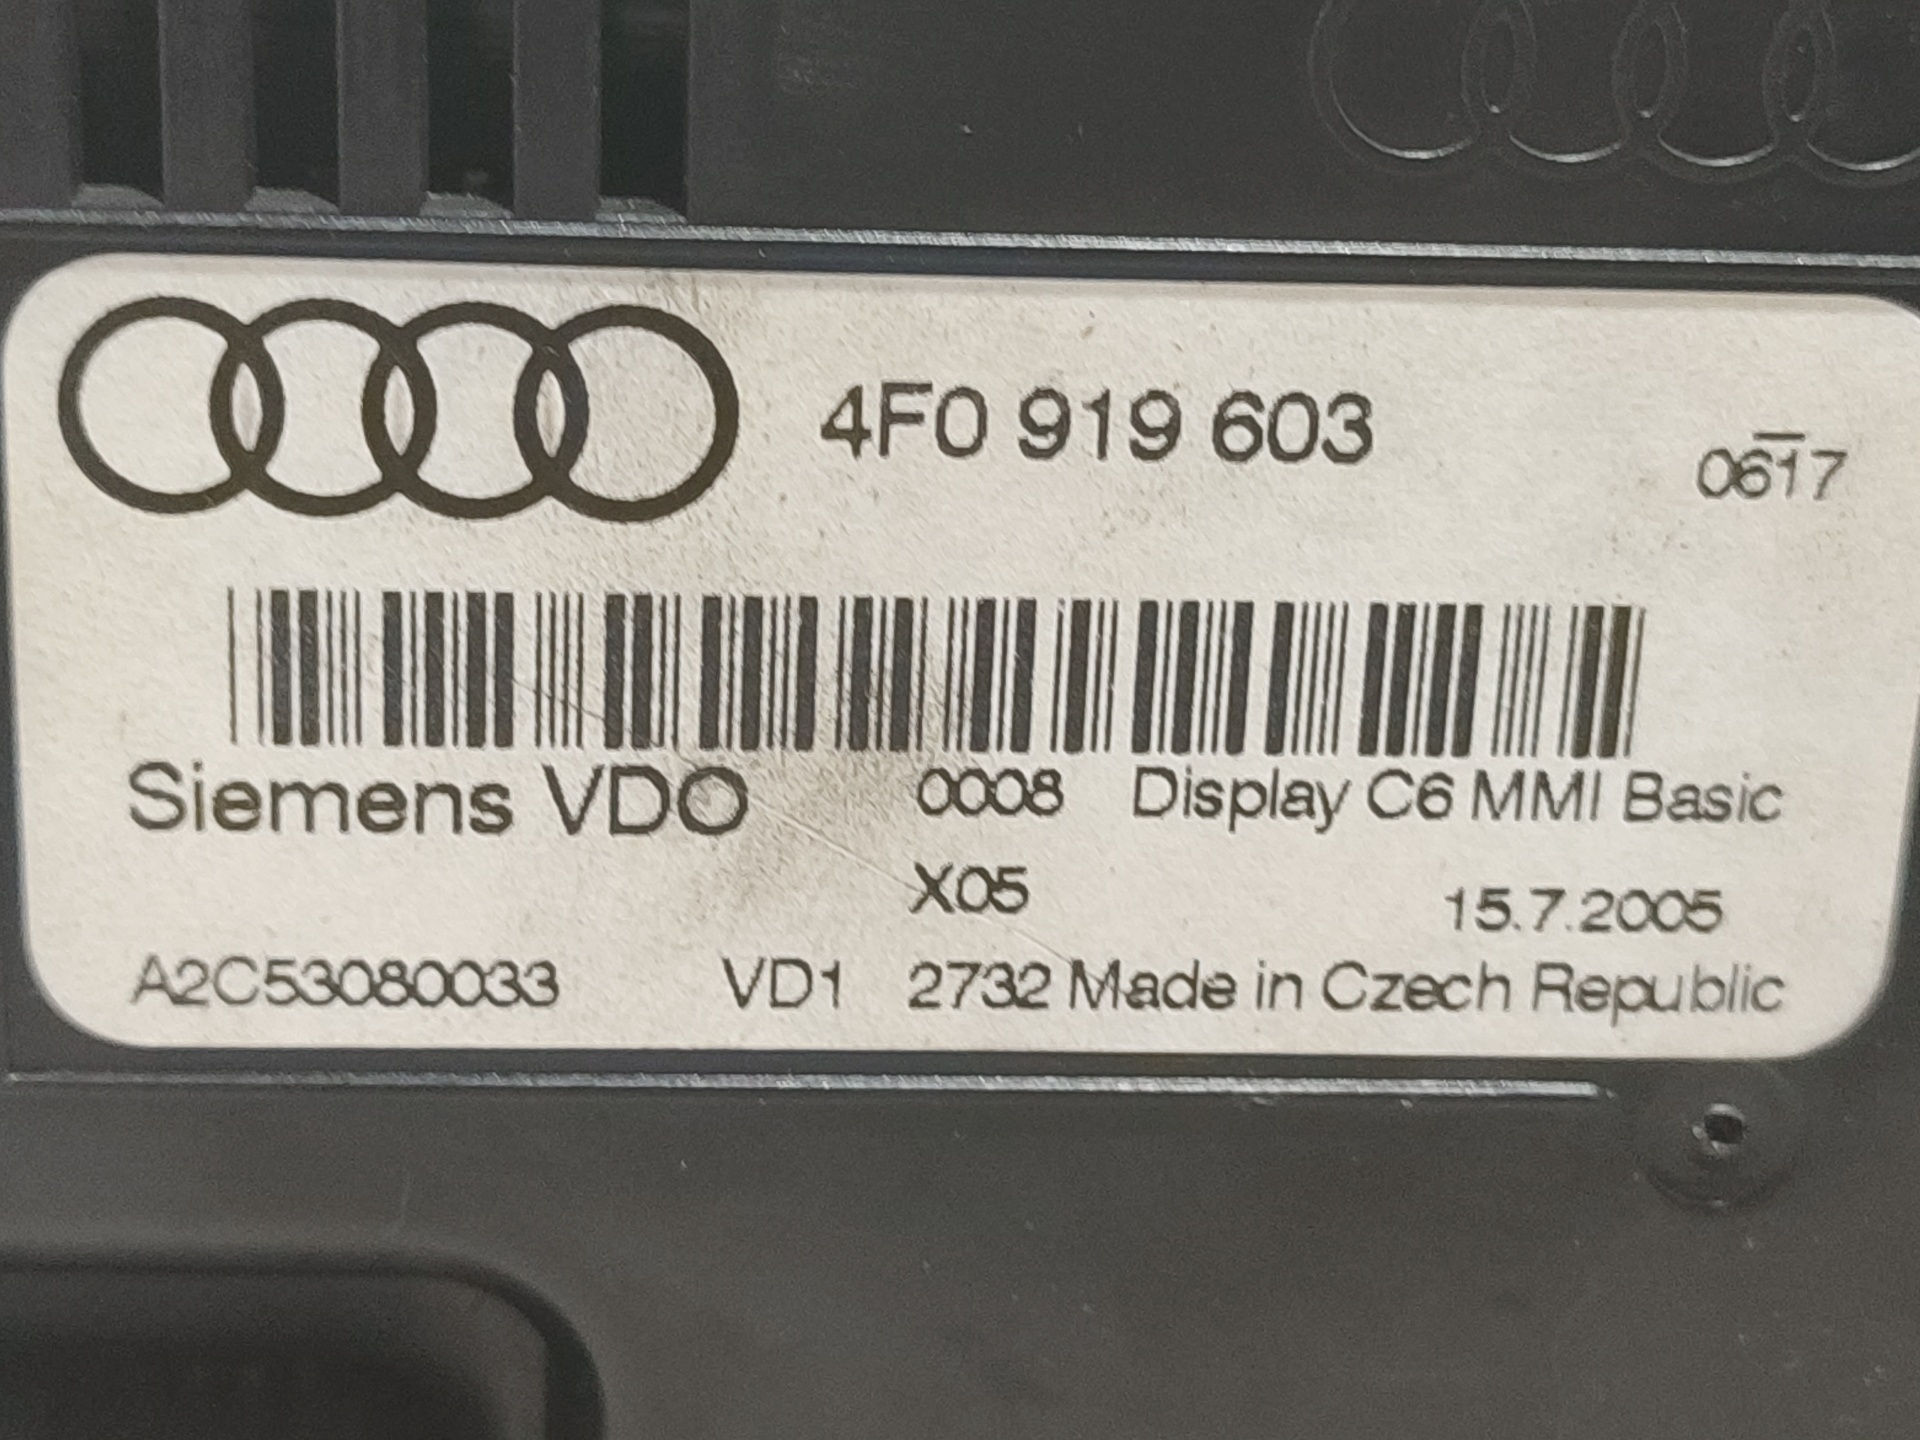 4F0 919 603
0617
Siemens VDO 0008 Display C6 MMI Basic
X05 15.7.2005
A2C53080033 VD1 2732 Made in Czech Republic